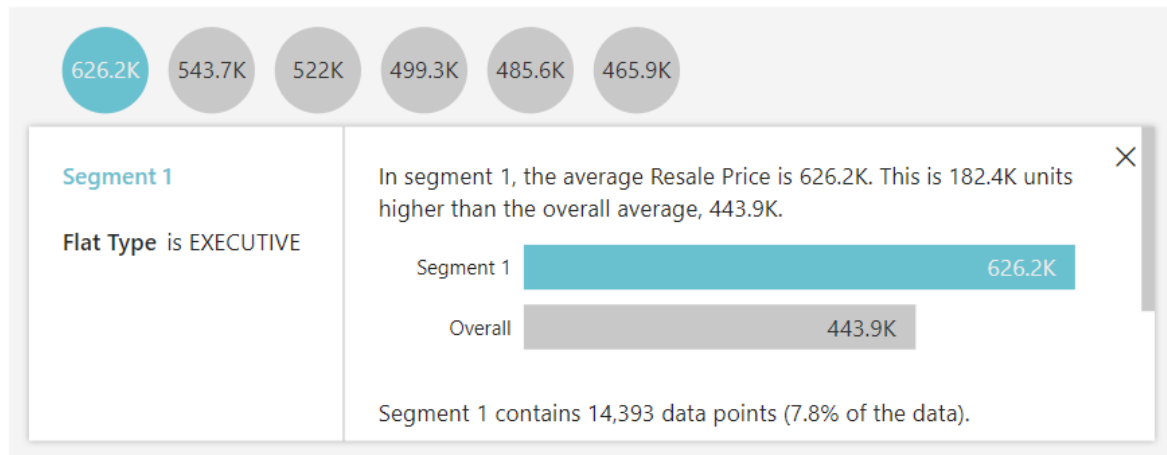 626.2K 543.7K 522K 499.3K 485.6K 465.9K
Segment 1
Flat Type is EXECUTIVE
In segment 1, the average Resale Price is 626.2K. This is 182.4K units
higher than the overall average, 443.9K.
Segment 1 626.2K
Overall 443.9K
Segment 1 contains 14,393 data points (7.8% of the data).